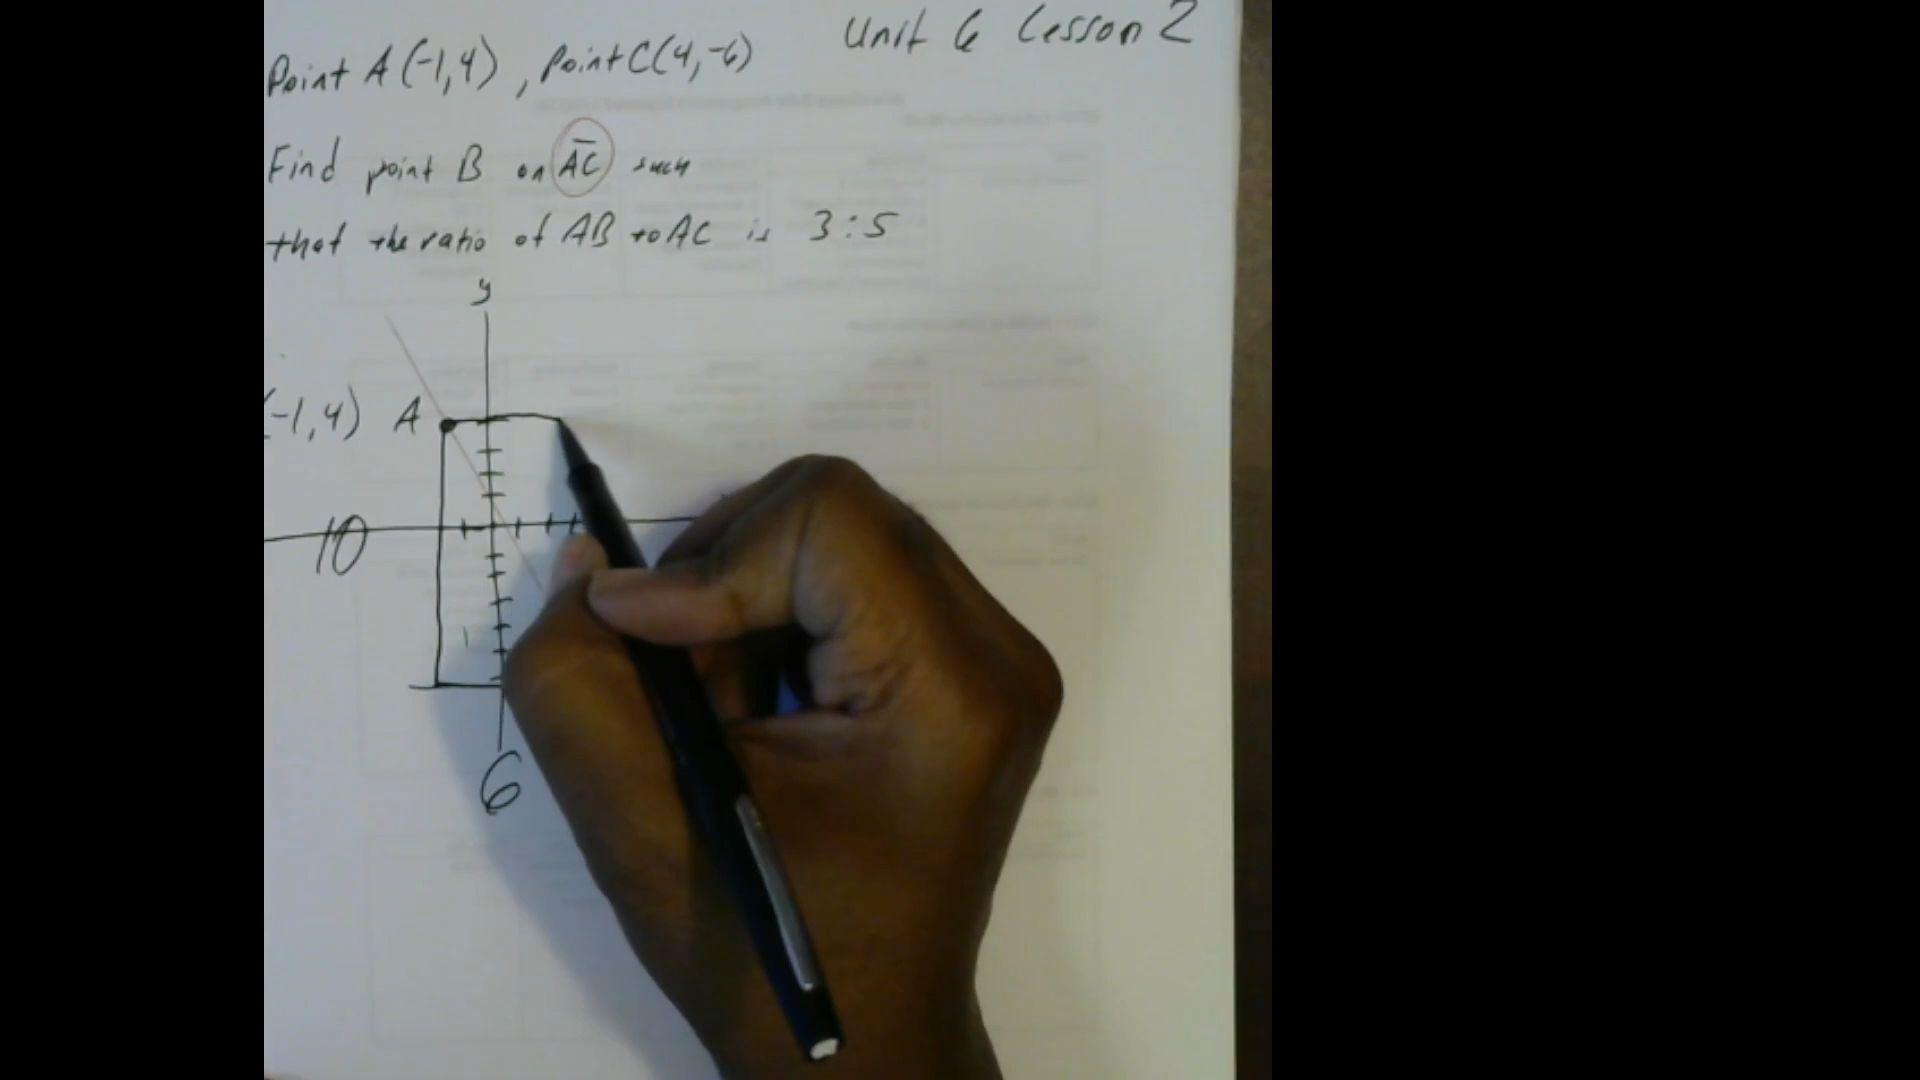 Unit 6 Lesson 2
Point A (-1,4) , Point C (4,-6)
Find point B on AC such
that the ratio of AB to AC is 3:5
y
(-1,4) A
10
6